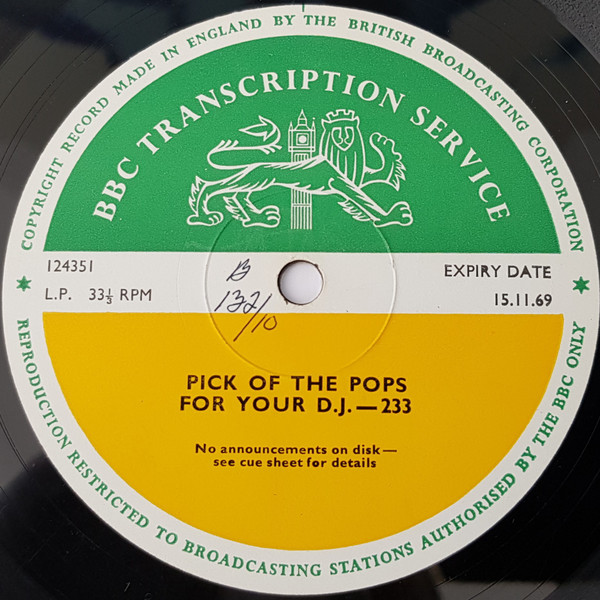 COPYRIGHT RECORD MADE IN ENGLAND BY THE BRITISH BROADCASTING CORPORATION
BBC TRANSCRIPTION SERVICE
124351
EXPIRY DATE
L.P. 33⅓ RPM
15.11.69
B
132/10
PICK OF THE POPS
FOR YOUR D.J.—233
No announcements on disk—
see cue sheet for details
REPRODUCTION RESTRICTED TO BROADCASTING STATIONS AUTHORISED BY THE BBC ONLY